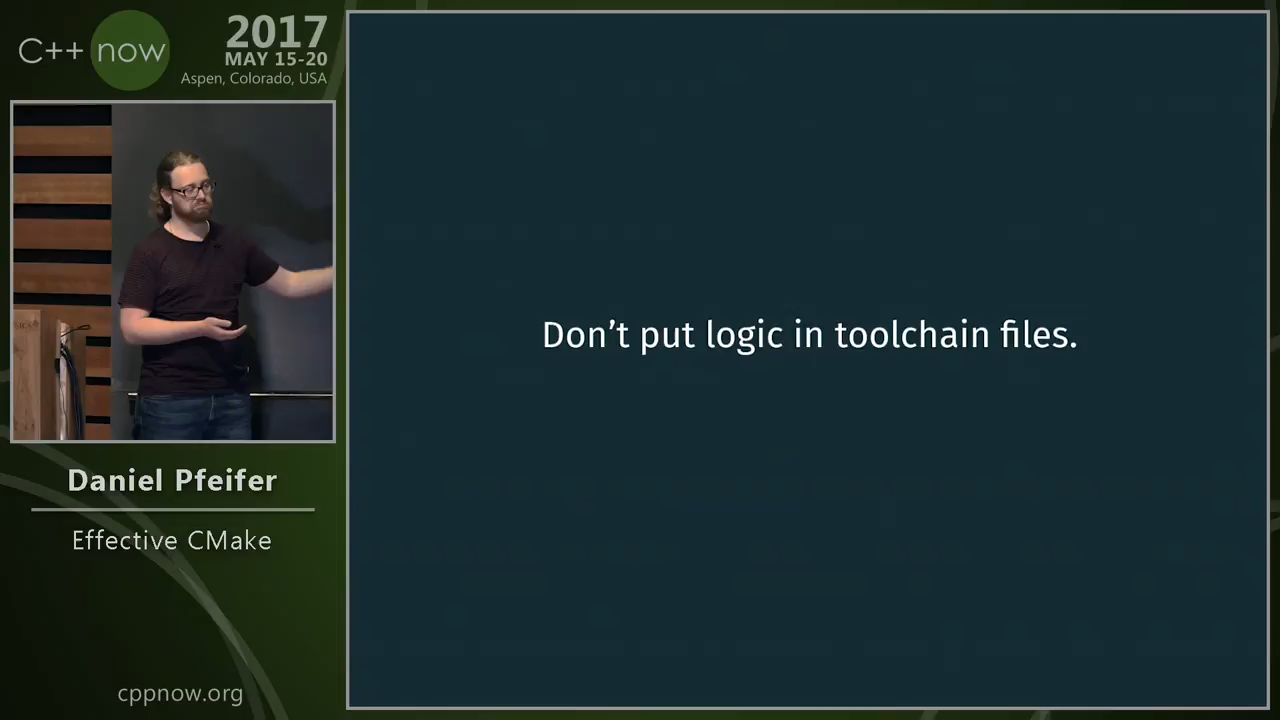 C++ now
2017
MAY 15-20
Aspen, Colorado, USA
Don’t put logic in toolchain files.
Daniel Pfeifer
Effective CMake
cppnow.org